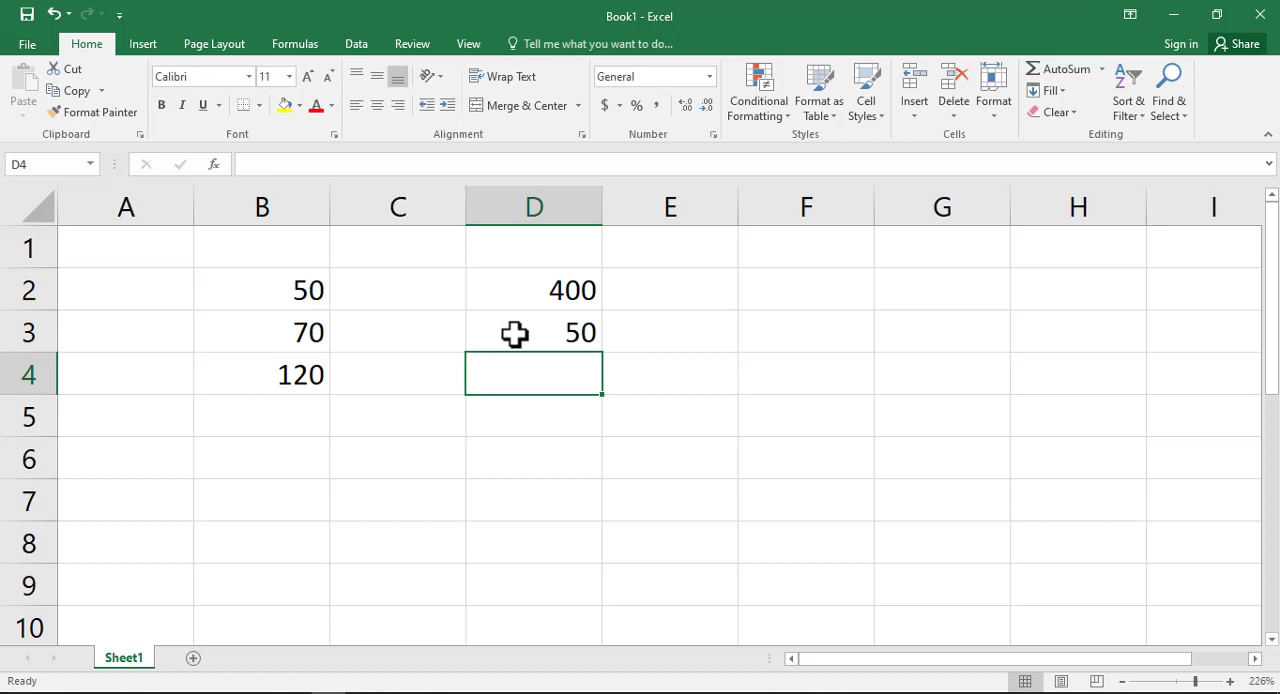 Book1 - Excel
File Home Insert Page Layout Formulas Data Review View Tell me what you want to do... Sign in Share
Paste
Cut
Copy
Format Painter
Clipboard
Calibri 11
B I U
Font
Wrap Text
Merge & Center
Alignment
General
$ % ,
Number
Conditional Formatting
Format as Table
Cell Styles
Styles
Insert
Delete
Format
Cells
AutoSum
Fill
Clear
Sort & Filter
Find & Select
Editing
D4 fx
A B C D E F G H I
1
2 50 400
3 70 50
4 120
5
6
7
8
9
10
Sheet1
Ready 226%